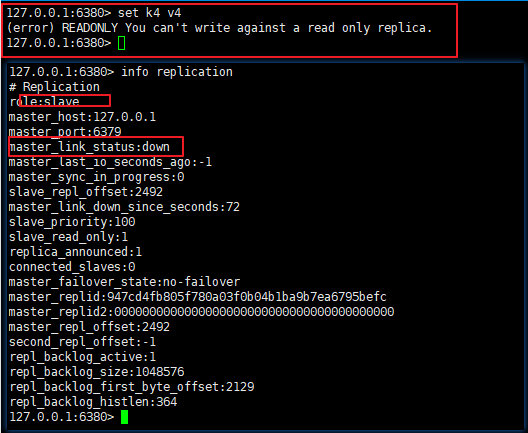 127.0.0.1:6380> set k4 v4
(error) READONLY You can't write against a read only replica.
127.0.0.1:6380>
127.0.0.1:6380> info replication
# Replication
role:slave
master_host:127.0.0.1
master_port:6379
master_link_status:down
master_last_io_seconds_ago:-1
master_sync_in_progress:0
slave_repl_offset:2492
master_link_down_since_seconds:72
slave_priority:100
slave_read_only:1
replica_announced:1
connected_slaves:0
master_failover_state:no-failover
master_replid:947cd4fb805f780a03f0b04b1ba9b7ea6795befc
master_replid2:0000000000000000000000000000000000000000
master_repl_offset:2492
second_repl_offset:-1
repl_backlog_active:1
repl_backlog_size:1048576
repl_backlog_first_byte_offset:2129
repl_backlog_histlen:364
127.0.0.1:6380>